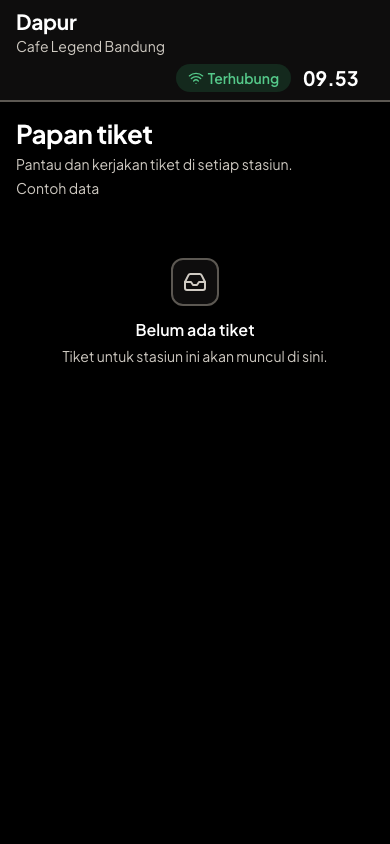 Dapur
Cafe Legend Bandung
Terhubung
09.53
Papan tiket
Pantau dan kerjakan tiket di setiap stasiun.
Contoh data
Belum ada tiket
Tiket untuk stasiun ini akan muncul di sini.